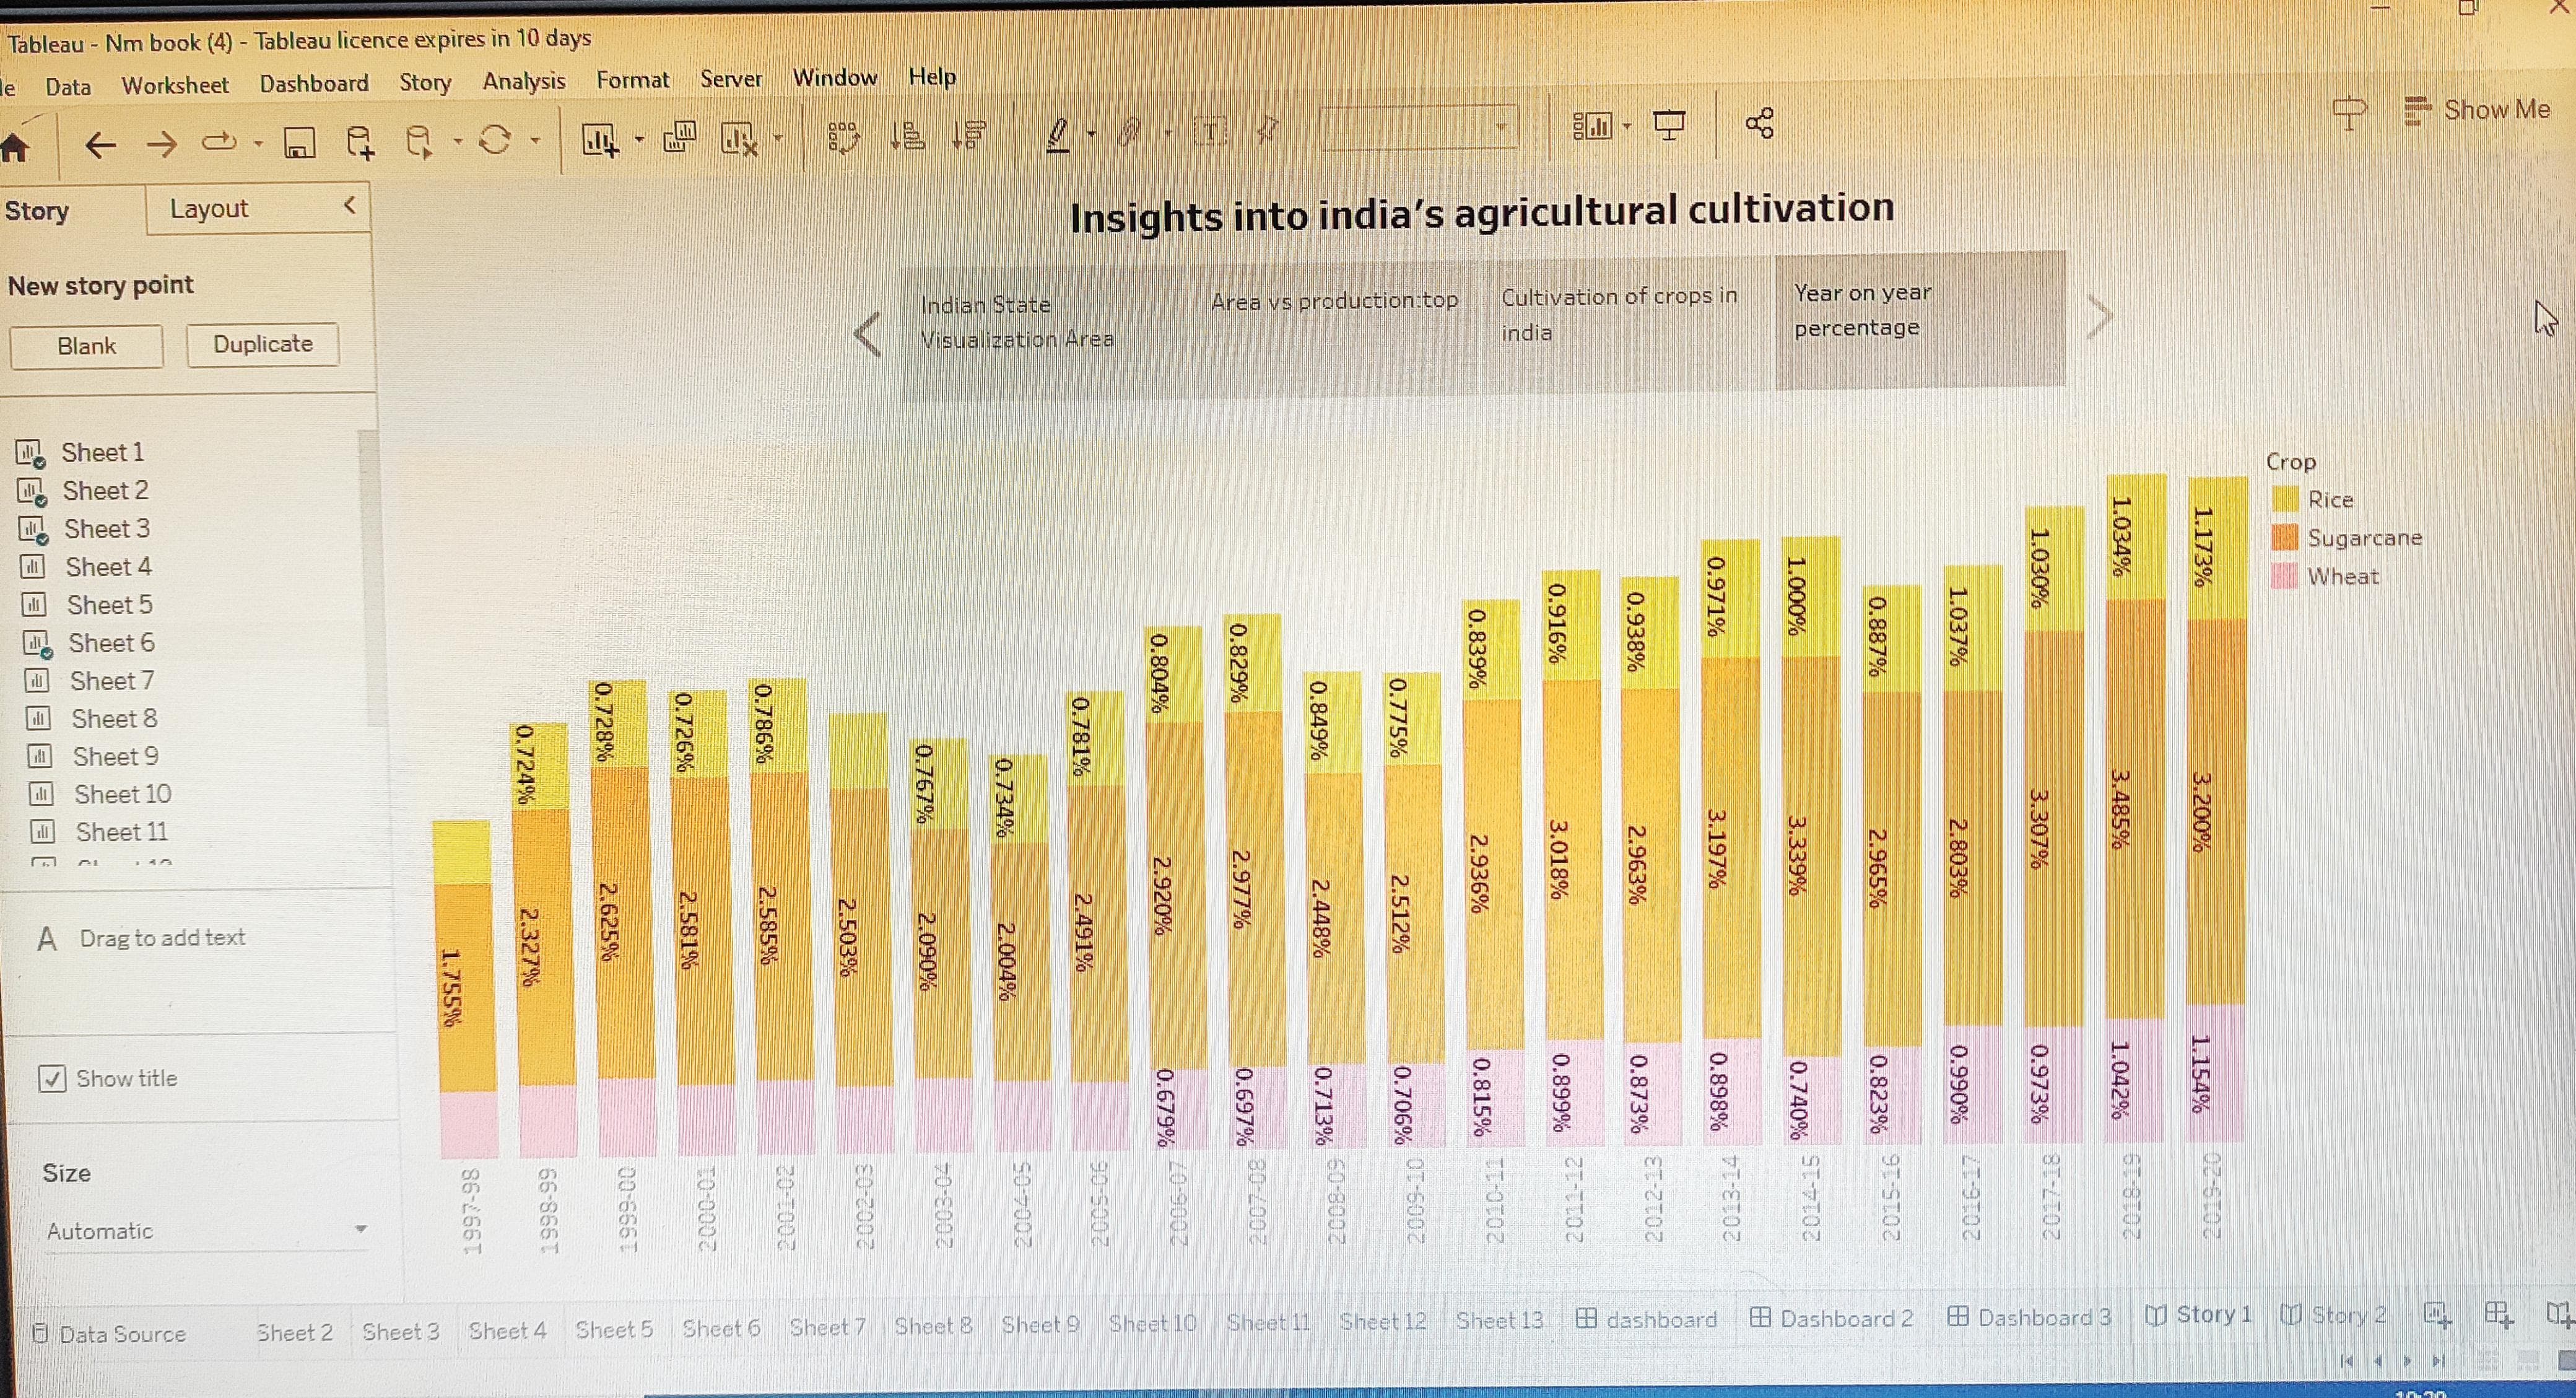 Tableau - Nm book (4) - Tableau licence expires in 10 days
le Data Worksheet Dashboard Story Analysis Format Server Window Help
Show Me
Story Layout
Insights into india's agricultural cultivation
New story point
Blank Duplicate
Indian State
Visualization Area
Area vs production:top
Cultivation of crops in
india
Year on year
percentage
Sheet 1
Sheet 2
Sheet 3
Sheet 4
Sheet 5
Sheet 6
Sheet 7
Sheet 8
Sheet 9
Sheet 10
Sheet 11
A Drag to add text
Show title
Size
Automatic
Crop
Rice
Sugarcane
Wheat
1.755%
0.724%
2.327%
0.728%
2.625%
0.726%
2.581%
0.786%
2.585%
2.503%
0.767%
2.090%
0.734%
2.004%
0.781%
2.491%
0.804%
2.920%
0.679%
0.829%
2.977%
0.697%
0.849%
2.448%
0.713%
0.775%
2.512%
0.706%
0.839%
2.936%
0.815%
0.916%
3.018%
0.899%
0.938%
2.963%
0.873%
0.971%
3.197%
0.898%
1.000%
3.339%
0.740%
0.887%
2.965%
0.823%
1.037%
2.803%
0.990%
1.030%
3.307%
0.973%
1.034%
3.485%
1.042%
1.173%
3.200%
1.154%
1997-98
1998-99
1999-00
2000-01
2001-02
2002-03
2003-04
2004-05
2005-06
2006-07
2007-08
2008-09
2009-10
2010-11
2011-12
2012-13
2013-14
2014-15
2015-16
2016-17
2017-18
2018-19
2019-20
Data Source Sheet 2 Sheet 3 Sheet 4 Sheet 5 Sheet 6 Sheet 7 Sheet 8 Sheet 9 Sheet 10 Sheet 11 Sheet 12 Sheet 13 dashboard Dashboard 2 Dashboard 3 Story 1 Story 2